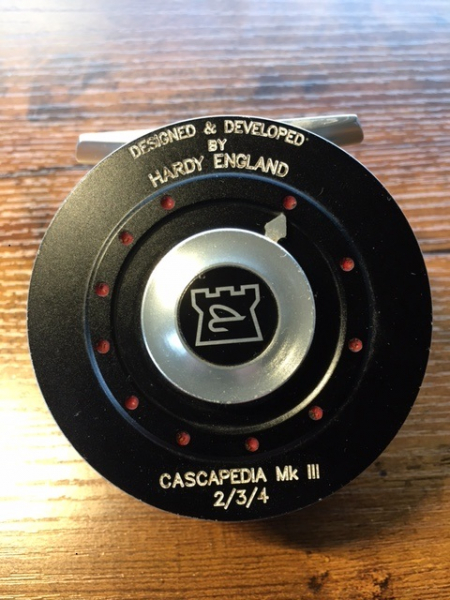 DESIGNED & DEVELOPED
BY
HARDY ENGLAND
CASCAPEDIA Mk III
2/3/4